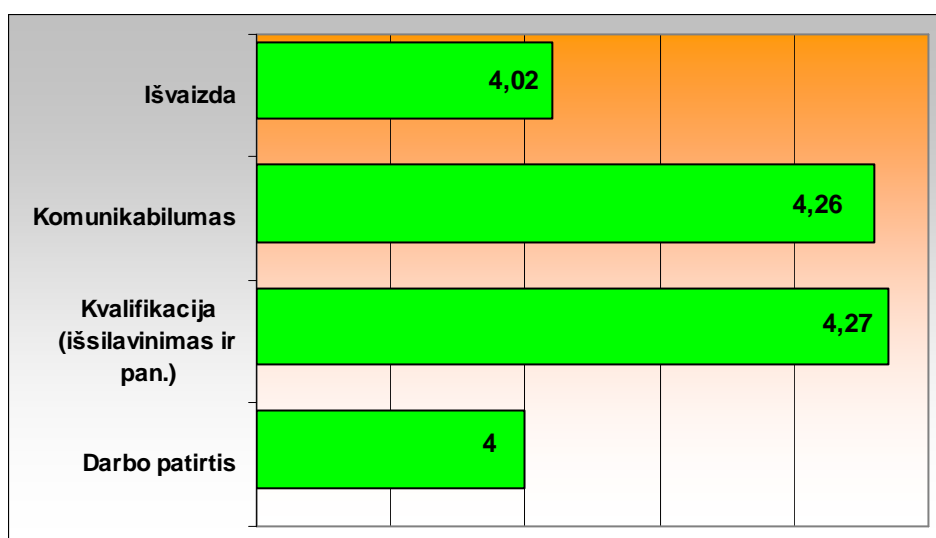 Išvaizda
4,02
Komunikabilumas
4,26
Kvalifikacija
(išsilavinimas ir
pan.)
4,27
Darbo patirtis
4